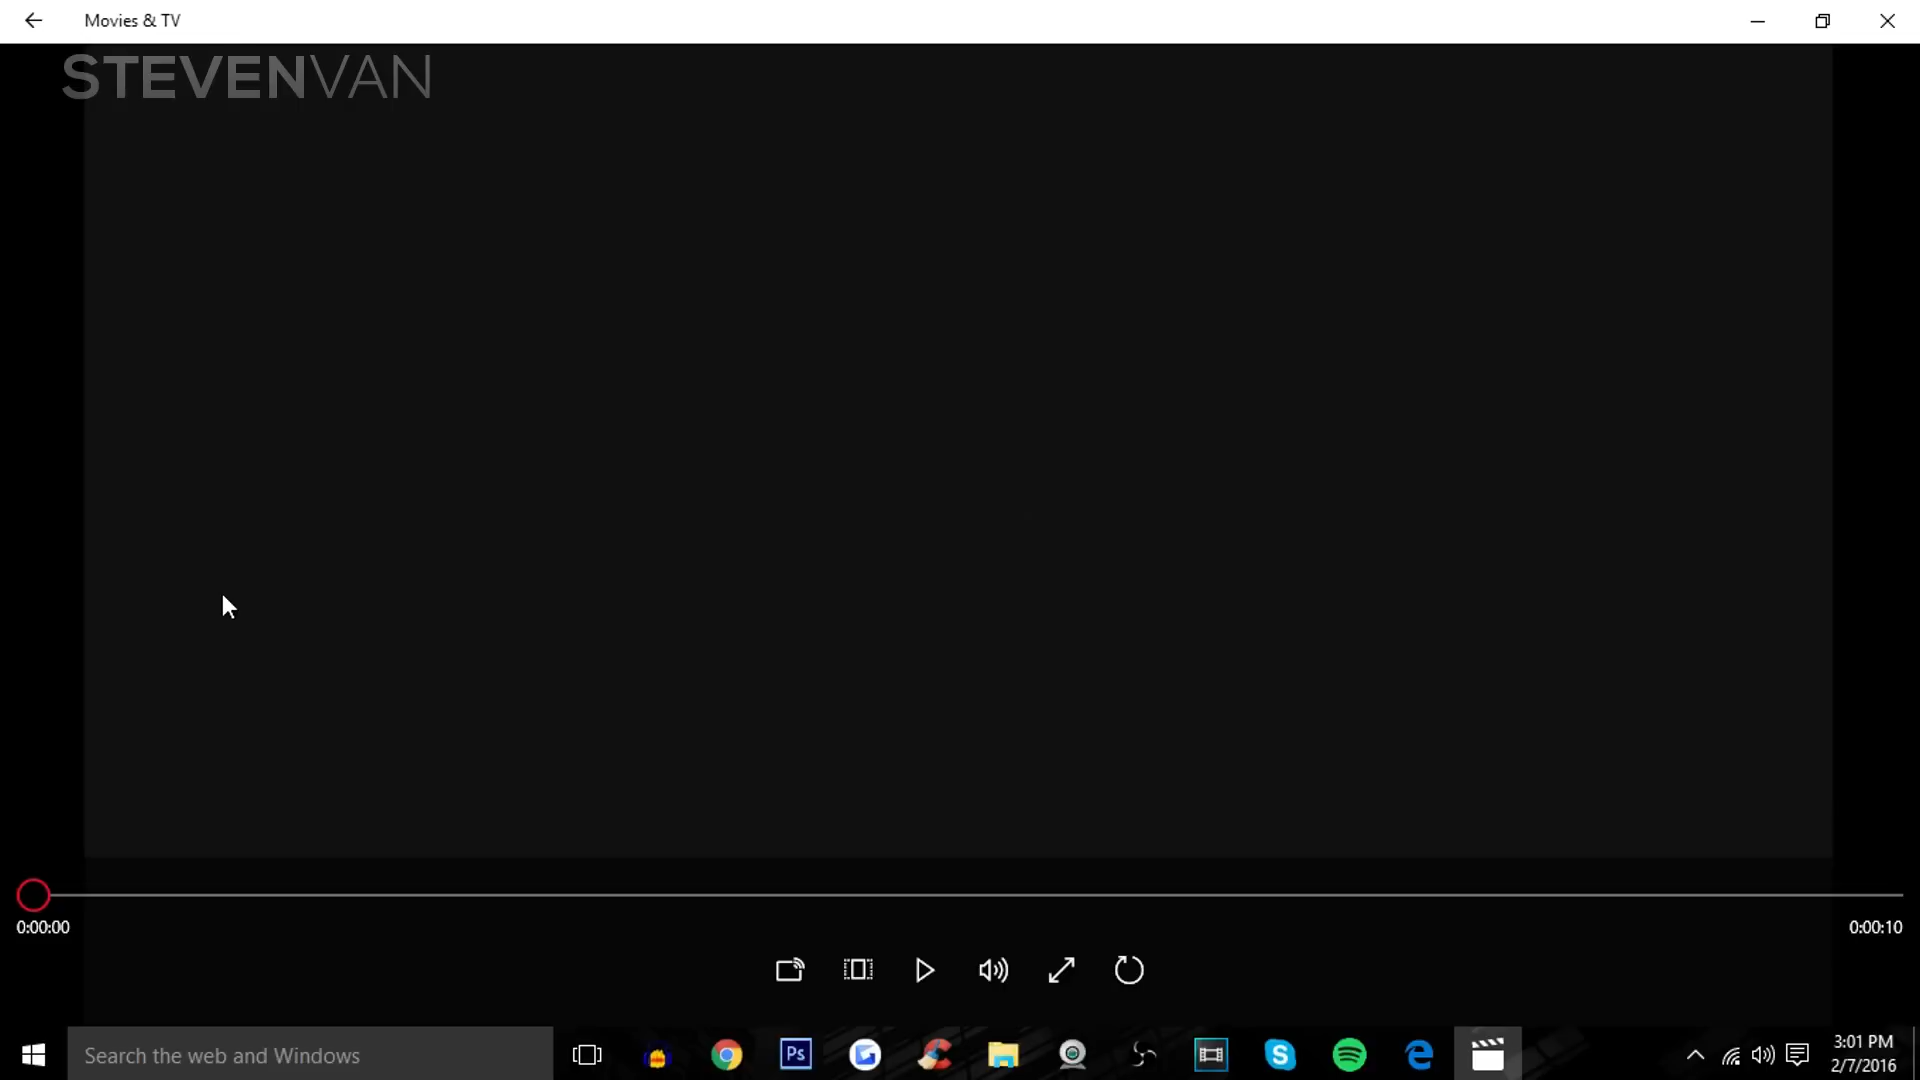 Movies & TV
STEVENVAN
0:00:00
0:00:10
Ps
Search the web and Windows
3:01 PM
2/7/2016